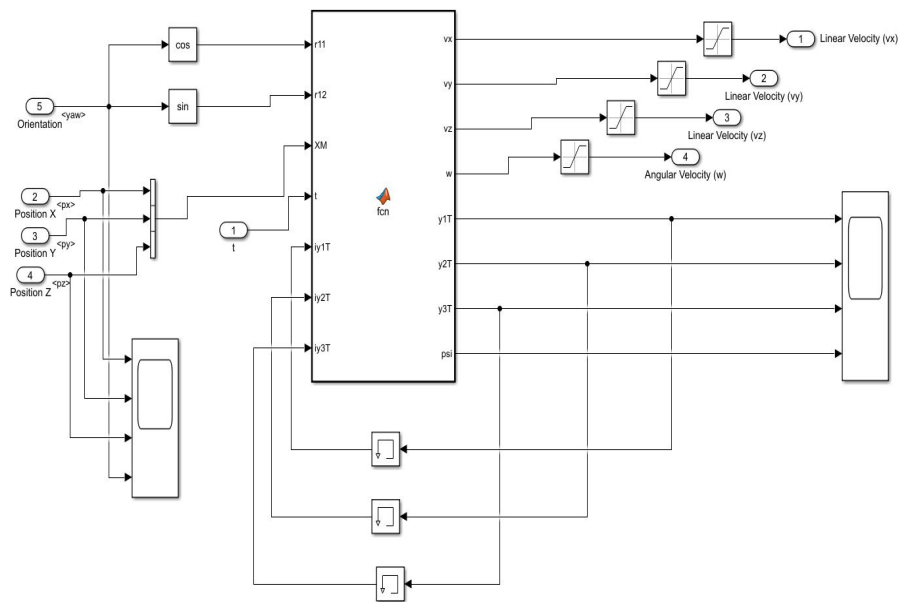 cos
r11
vx
1
Linear Velocity (vx)
vy
2
Linear Velocity (vy)
5
Orientation
<yaw>
sin
r12
vz
3
Linear Velocity (vz)
XM
w
4
Angular Velocity (w)
2
Position X
<px>
t
fcn
1
t
3
Position Y
<py>
y1T
4
Position Z
<pz>
iy1T
y2T
iy2T
y3T
iy3T
psi